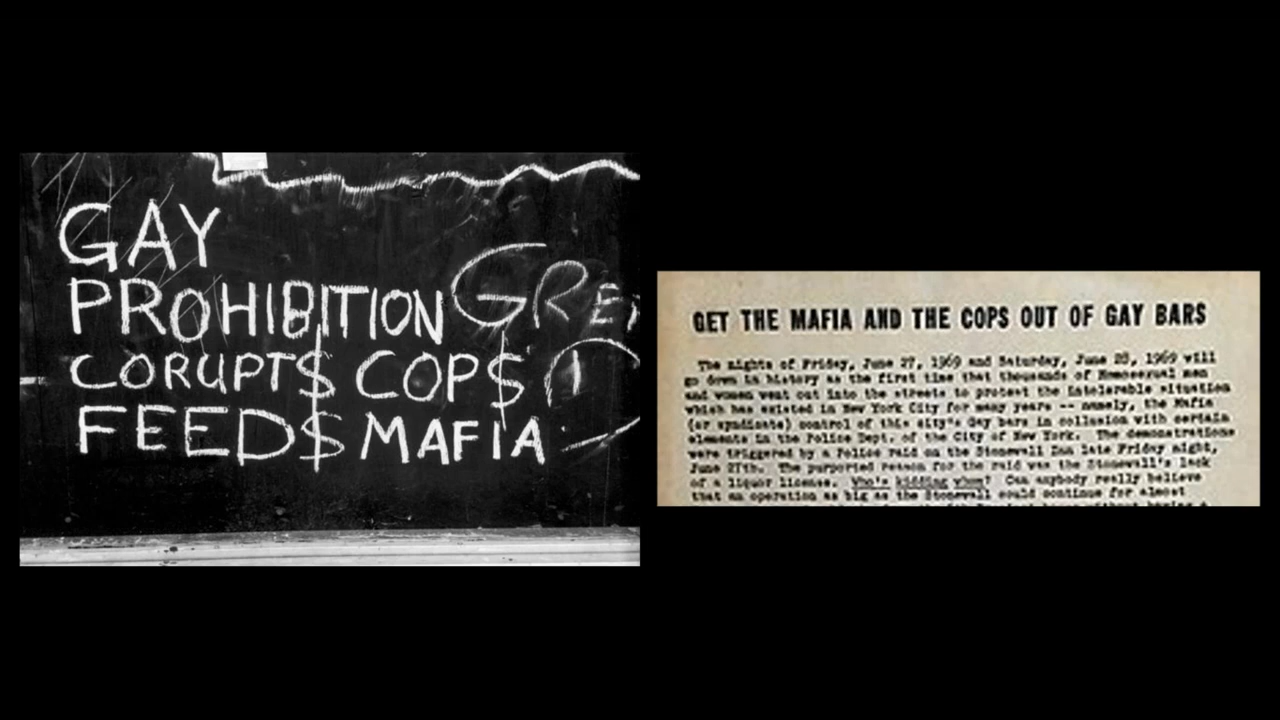 GAY
PROHIBITION
CORUPT$ COP$
FEED$ MAFIA
GRE
GET THE MAFIA AND THE COPS OUT OF GAY BARS
The nights of Friday, June 27, 1969 and Saturday, June 28, 1969 will
go down in history as the first time that thousands of Homosexual men
and women went out into the streets to protest the intolerable situation
which has existed in New York City for many years -- namely, the Mafia
(or syndicate) control of this city's Gay bars in collusion with certain
elements in the Police Dept. of the City of New York. The demonstrations
were triggered by a Police raid on the Stonewall Inn late Friday night,
June 27th. The purported reason for the raid was the Stonewall's lack
of a liquor license. Who's kidding whom? Can anybody really believe
that an operation as big as the Stonewall could continue for almost